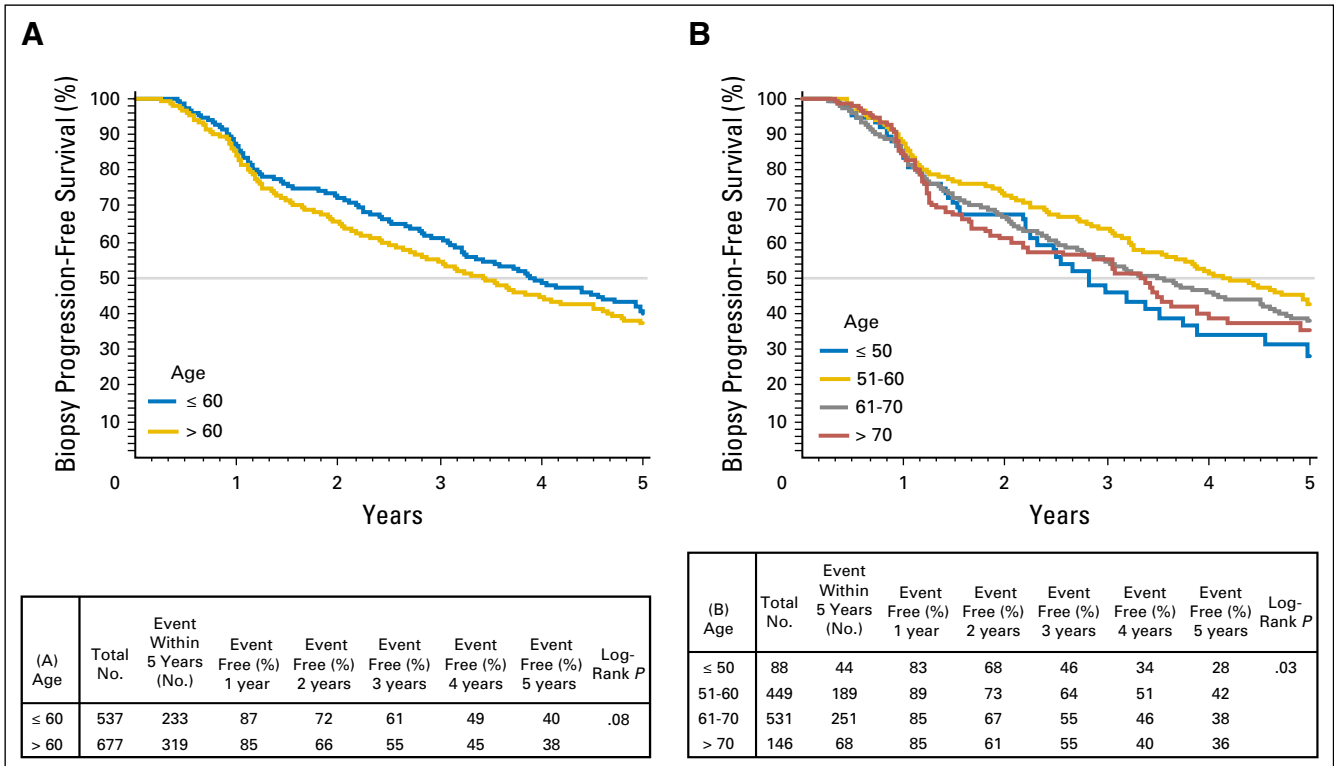 A
Biopsy Progression-Free Survival (%)
100
90
80
70
60
50
40
30
20
10
0 1 2 3 4 5
Years
Age
≤ 60
> 60
(A) Age Total No. Event Within 5 Years (No.) Event Free (%) 1 year Event Free (%) 2 years Event Free (%) 3 years Event Free (%) 4 years Event Free (%) 5 years Log-Rank P
≤ 60 537 233 87 72 61 49 40 .08
> 60 677 319 85 66 55 45 38
B
Biopsy Progression-Free Survival (%)
100
90
80
70
60
50
40
30
20
10
0 1 2 3 4 5
Years
Age
≤ 50
51-60
61-70
> 70
(B) Age Total No. Event Within 5 Years (No.) Event Free (%) 1 year Event Free (%) 2 years Event Free (%) 3 years Event Free (%) 4 years Event Free (%) 5 years Log-Rank P
≤ 50 88 44 83 68 46 34 28 .03
51-60 449 189 89 73 64 51 42
61-70 531 251 85 67 55 46 38
> 70 146 68 85 61 55 40 36